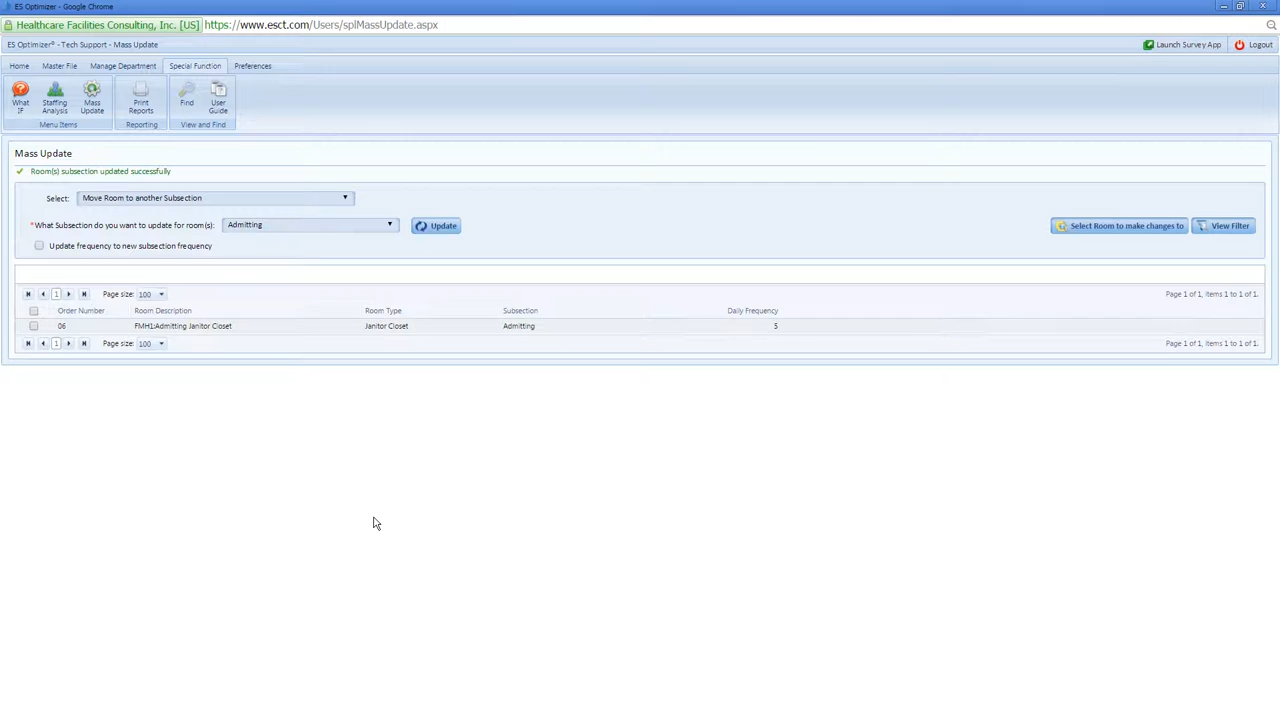 ES Optimizer - Google Chrome
Healthcare Facilities Consulting, Inc. [US] https://www.esct.com/Users/splMassUpdate.aspx
ES Optimizer® - Tech Support - Mass Update Launch Survey App Logout
Home Master File Manage Department Special Function Preferences
What IF Staffing Analysis Mass Update Print Reports Find User Guide
Menu Items Reporting View and Find
Mass Update
Room(s) subsection updated successfully
Select: Move Room to another Subsection
*What Subsection do you want to update for room(s): Admitting Update Select Room to make changes to View Filter
Update frequency to new subsection frequency
1 Page size: 100 Page 1 of 1, items 1 to 1 of 1.
Order Number Room Description Room Type Subsection Daily Frequency
06 FMH1:Admitting Janitor Closet Janitor Closet Admitting 5
1 Page size: 100 Page 1 of 1, items 1 to 1 of 1.